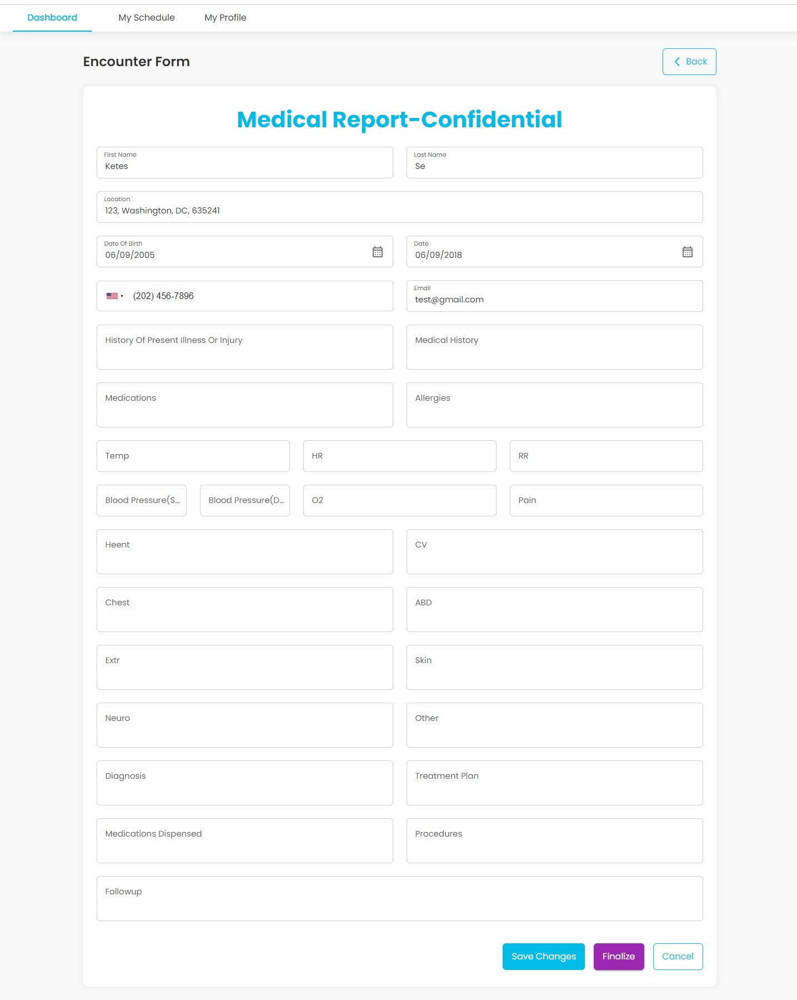 Dashboard My Schedule My Profile
Encounter Form
Back
Medical Report-Confidential
First Name
Ketes
Last Name
Se
Location
123, Washington, DC, 635241
Date Of Birth
06/09/2005
Date
06/09/2018
(202) 456-7896
Email
test@gmail.com
History Of Present Illness Or Injury
Medical History
Medications
Allergies
Temp
HR
RR
Blood Pressure(S...
Blood Pressure(D...
O2
Pain
Heent
CV
Chest
ABD
Extr
Skin
Neuro
Other
Diagnosis
Treatment Plan
Medications Dispensed
Procedures
Followup
Save Changes
Finalize
Cancel